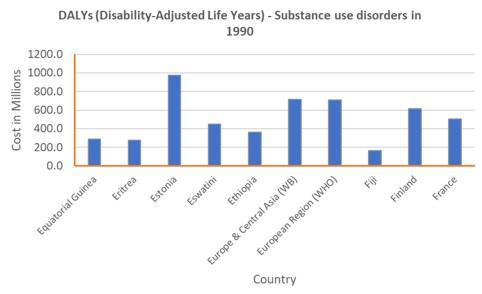 DALYs (Disability-Adjusted Life Years) - Substance use disorders in
1990
Cost in Millions
1200.0
1000.0
800.0
600.0
400.0
200.0
0.0
Equatorial Guinea
Eritrea
Estonia
Eswatini
Ethiopia
Europe & Central Asia (WB)
European Region (WHO)
Fiji
Finland
France
Country